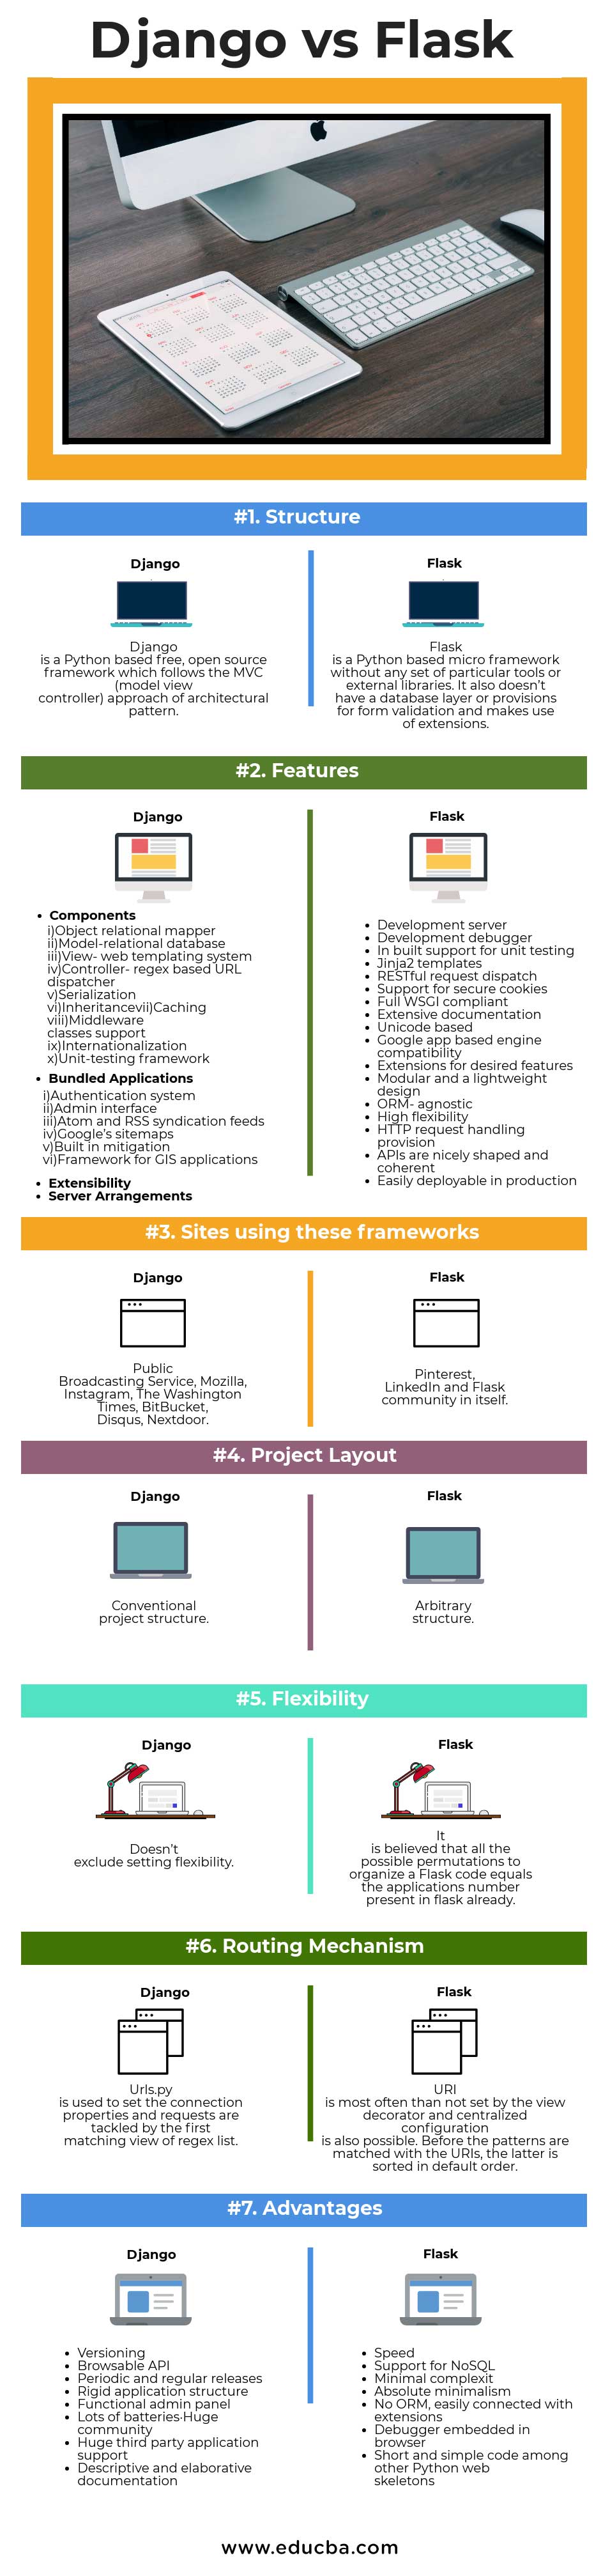 Django vs Flask
#1. Structure
Django
Django
is a Python based free, open source
framework which follows the MVC
(model view
controller) approach of architectural
pattern.
Flask
Flask
is a Python based micro framework
without any set of particular tools or
external libraries. It also doesn't
have a database layer or provisions
for form validation and makes use
of extensions.
#2. Features
Django
• Components
i)Object relational mapper
ii)Model-relational database
iii)View- web templating system
iv)Controller- regex based URL
dispatcher
v)Serialization
vi)Inheritancevii)Caching
viii)Middleware
classes support
ix)Internationalization
x)Unit-testing framework
• Bundled Applications
i)Authentication system
ii)Admin interface
iii)Atom and RSS syndication feeds
iv)Google's sitemaps
v)Built in mitigation
vi)Framework for GIS applications
• Extensibility
• Server Arrangements
Flask
• Development server
• Development debugger
• In built support for unit testing
• Jinja2 templates
• RESTful request dispatch
• Support for secure cookies
• Full WSGI compliant
• Extensive documentation
• Unicode based
• Google app based engine
compatibility
• Extensions for desired features
• Modular and a lightweight
design
• ORM- agnostic
• High flexibility
• HTTP request handling
provision
• APIs are nicely shaped and
coherent
• Easily deployable in production
#3. Sites using these frameworks
Django
Public
Broadcasting Service, Mozilla,
Instagram, The Washington
Times, BitBucket,
Disqus, Nextdoor.
Flask
Pinterest,
LinkedIn and Flask
community in itself.
#4. Project Layout
Django
Conventional
project structure.
Flask
Arbitrary
structure.
#5. Flexibility
Django
Doesn't
exclude setting flexibility.
Flask
It
is believed that all the
possible permutations to
organize a Flask code equals
the applications number
present in flask already.
#6. Routing Mechanism
Django
Urls.py
is used to set the connection
properties and requests are
tackled by the first
matching view of regex list.
Flask
URI
is most often than not set by the view
decorator and centralized
configuration
is also possible. Before the patterns are
matched with the URIs, the latter is
sorted in default order.
#7. Advantages
Django
• Versioning
• Browsable API
• Periodic and regular releases
• Rigid application structure
• Functional admin panel
• Lots of batteries·Huge
community
• Huge third party application
support
• Descriptive and elaborative
documentation
Flask
• Speed
• Support for NoSQL
• Minimal complexit
• Absolute minimalism
• No ORM, easily connected with
extensions
• Debugger embedded in
browser
• Short and simple code among
other Python web
skeletons
www.educba.com